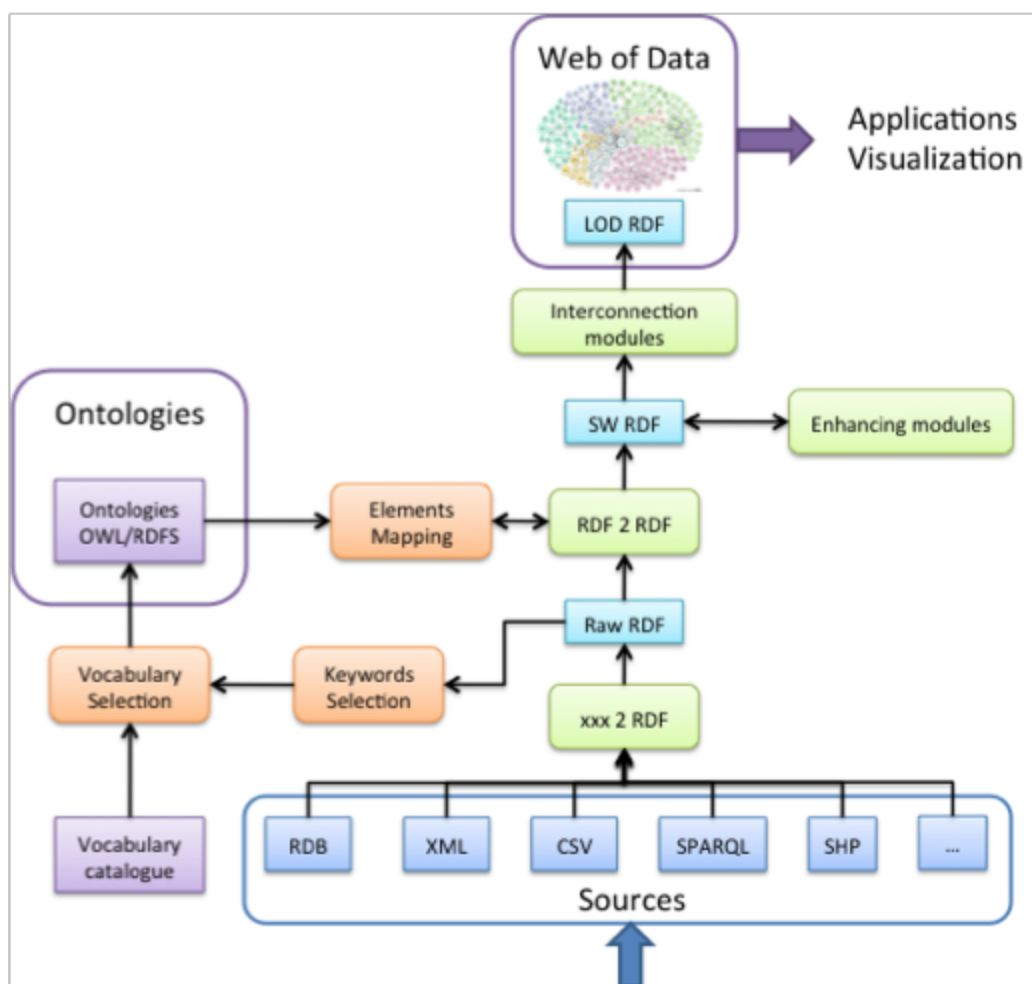 Web of Data
Applications
Visualization
LOD RDF
Interconnection
modules
Ontologies
SW RDF
Enhancing modules
Ontologies
OWL/RDFS
Elements
Mapping
RDF 2 RDF
Raw RDF
Vocabulary
Selection
Keywords
Selection
xxx 2 RDF
Vocabulary
catalogue
RDB
XML
CSV
SPARQL
SHP
...
Sources